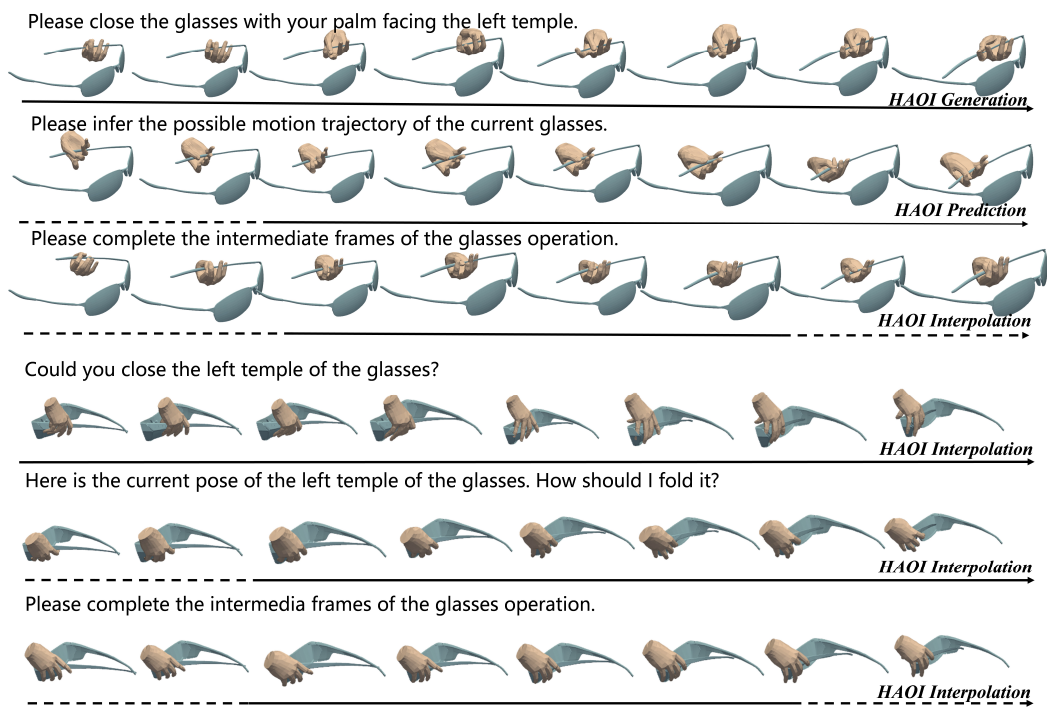 Please close the glasses with your palm facing the left temple.
HAOI Generation
Please infer the possible motion trajectory of the current glasses.
HAOI Prediction
Please complete the intermediate frames of the glasses operation.
HAOI Interpolation
Could you close the left temple of the glasses?
HAOI Interpolation
Here is the current pose of the left temple of the glasses. How should I fold it?
HAOI Interpolation
Please complete the intermedia frames of the glasses operation.
HAOI Interpolation